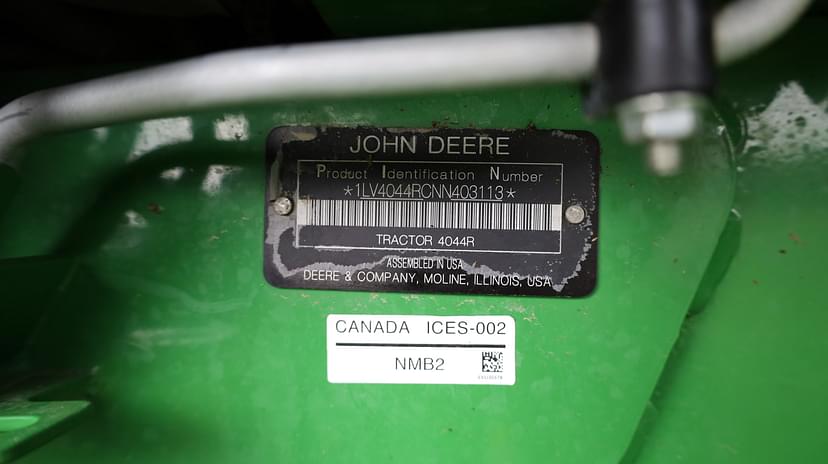 JOHN DEERE
Product Identification Number
*1LV4044RCNN403113*
TRACTOR 4044R
ASSEMBLED IN USA
DEERE & COMPANY, MOLINE, ILLINOIS, USA
CANADA ICES-002
NMB2